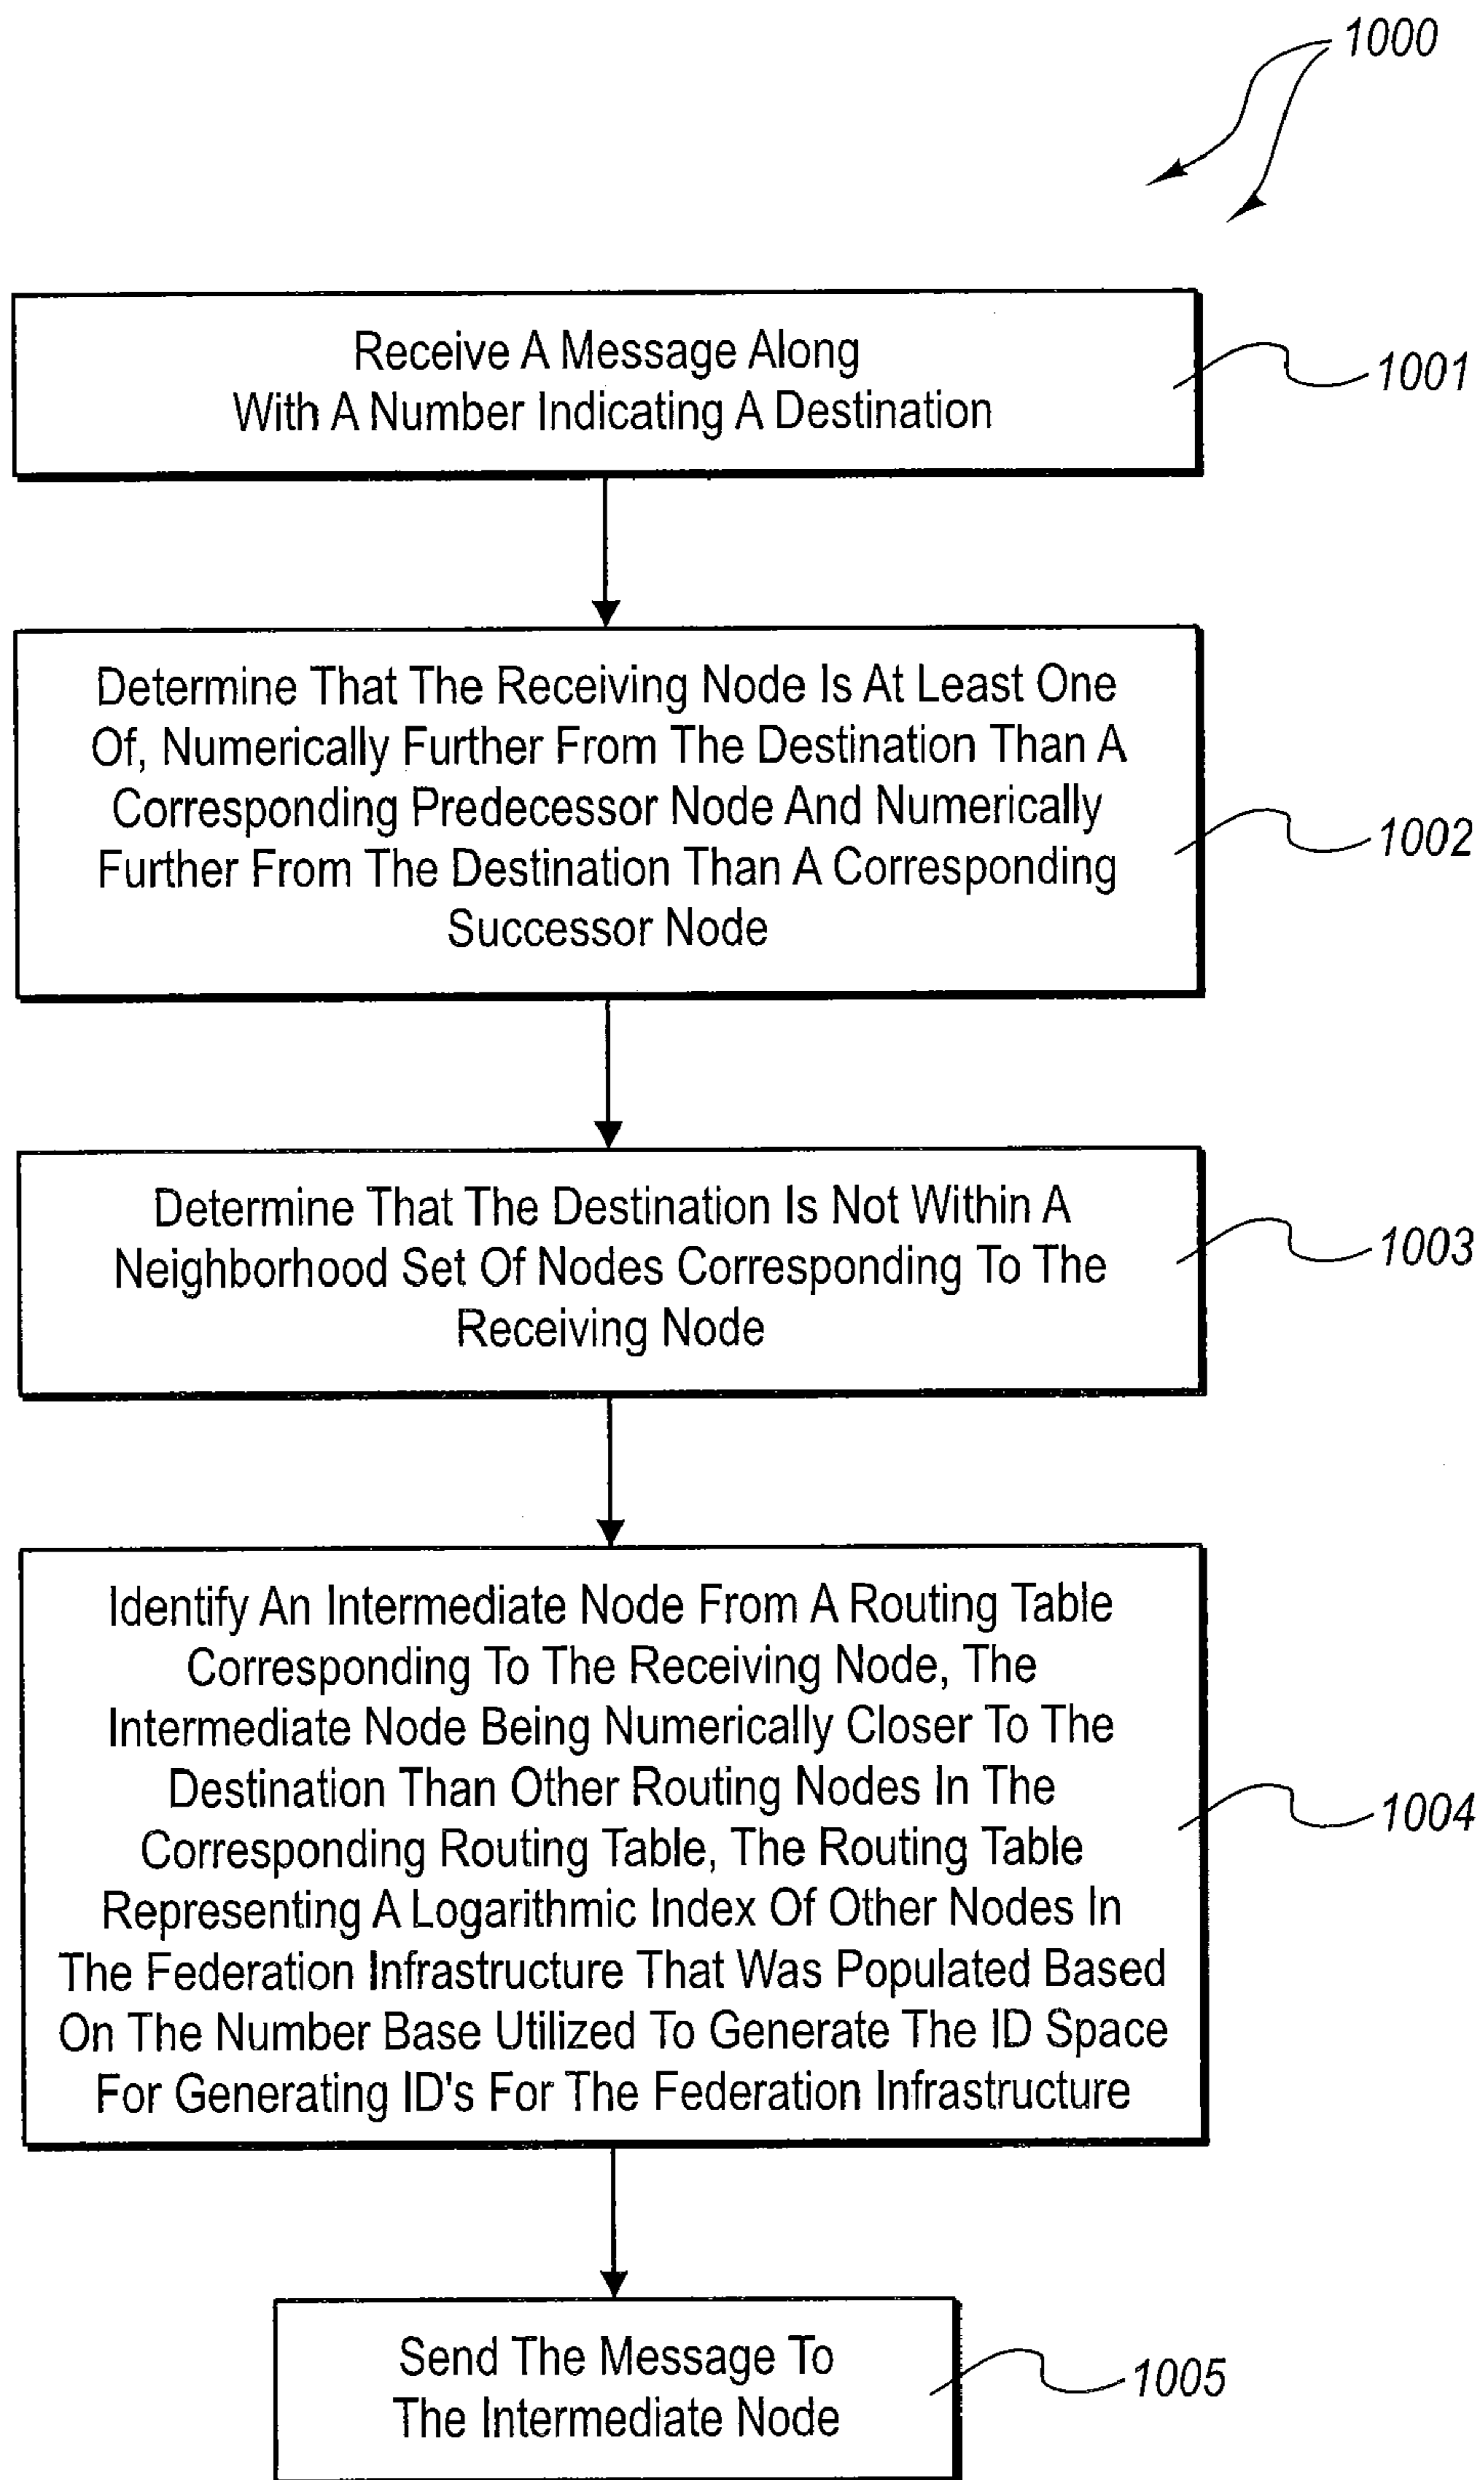 1000
Receive A Message Along
With A Number Indicating A Destination
1001
Determine That The Receiving Node Is At Least One
Of, Numerically Further From The Destination Than A
Corresponding Predecessor Node And Numerically
Further From The Destination Than A Corresponding
Successor Node
1002
Determine That The Destination Is Not Within A
Neighborhood Set Of Nodes Corresponding To The
Receiving Node
1003
Identify An Intermediate Node From A Routing Table
Corresponding To The Receiving Node, The
Intermediate Node Being Numerically Closer To The
Destination Than Other Routing Nodes In The
Corresponding Routing Table, The Routing Table
Representing A Logarithmic Index Of Other Nodes In
The Federation Infrastructure That Was Populated Based
On The Number Base Utilized To Generate The ID Space
For Generating ID's For The Federation Infrastructure
1004
Send The Message To
The Intermediate Node
1005